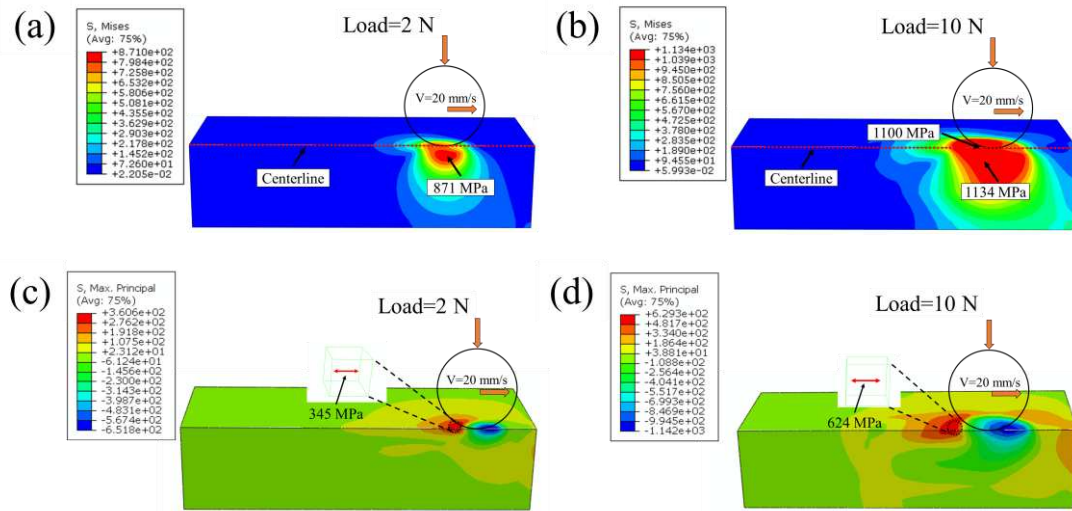 (a)
S, Mises
(Avg: 75%)
+8.710e+02
+7.984e+02
+7.258e+02
+6.532e+02
+5.806e+02
+5.081e+02
+4.355e+02
+3.629e+02
+2.903e+02
+2.178e+02
+1.452e+02
+7.260e+01
+2.205e-02
Load=2 N
V=20 mm/s
Centerline
871 MPa
(b)
S, Mises
(Avg: 75%)
+1.134e+03
+1.039e+03
+9.450e+02
+8.505e+02
+7.560e+02
+6.615e+02
+5.670e+02
+4.725e+02
+3.780e+02
+2.835e+02
+1.890e+02
+9.455e+01
+5.993e-02
Load=10 N
V=20 mm/s
1100 MPa
Centerline
1134 MPa
(c)
S, Max. Principal
(Avg: 75%)
+3.606e+02
+2.762e+02
+1.918e+02
+1.075e+02
+2.312e+01
-6.124e+01
-1.456e+02
-2.300e+02
-3.143e+02
-3.987e+02
-4.831e+02
-5.674e+02
-6.518e+02
Load=2 N
V=20 mm/s
345 MPa
(d)
S, Max. Principal
(Avg: 75%)
+6.293e+02
+4.817e+02
+3.340e+02
+1.864e+02
+3.881e+01
-1.088e+02
-2.564e+02
-4.041e+02
-5.517e+02
-6.993e+02
-8.469e+02
-9.945e+02
-1.142e+03
Load=10 N
V=20 mm/s
624 MPa